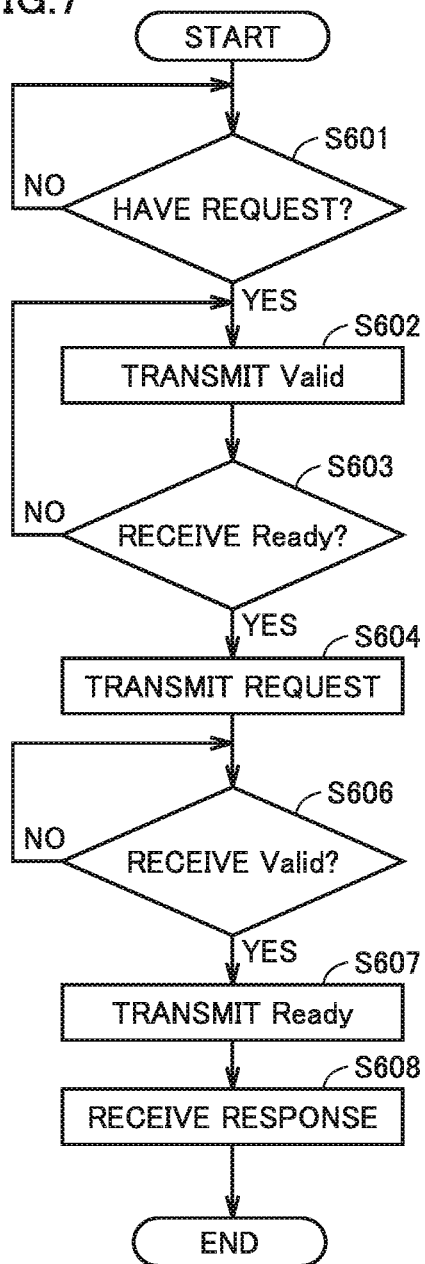 FIG.7
START
S601
NO
HAVE REQUEST?
YES
S602
TRANSMIT Valid
S603
NO
RECEIVE Ready?
YES
S604
TRANSMIT REQUEST
S606
NO
RECEIVE Valid?
YES
S607
TRANSMIT Ready
S608
RECEIVE RESPONSE
END